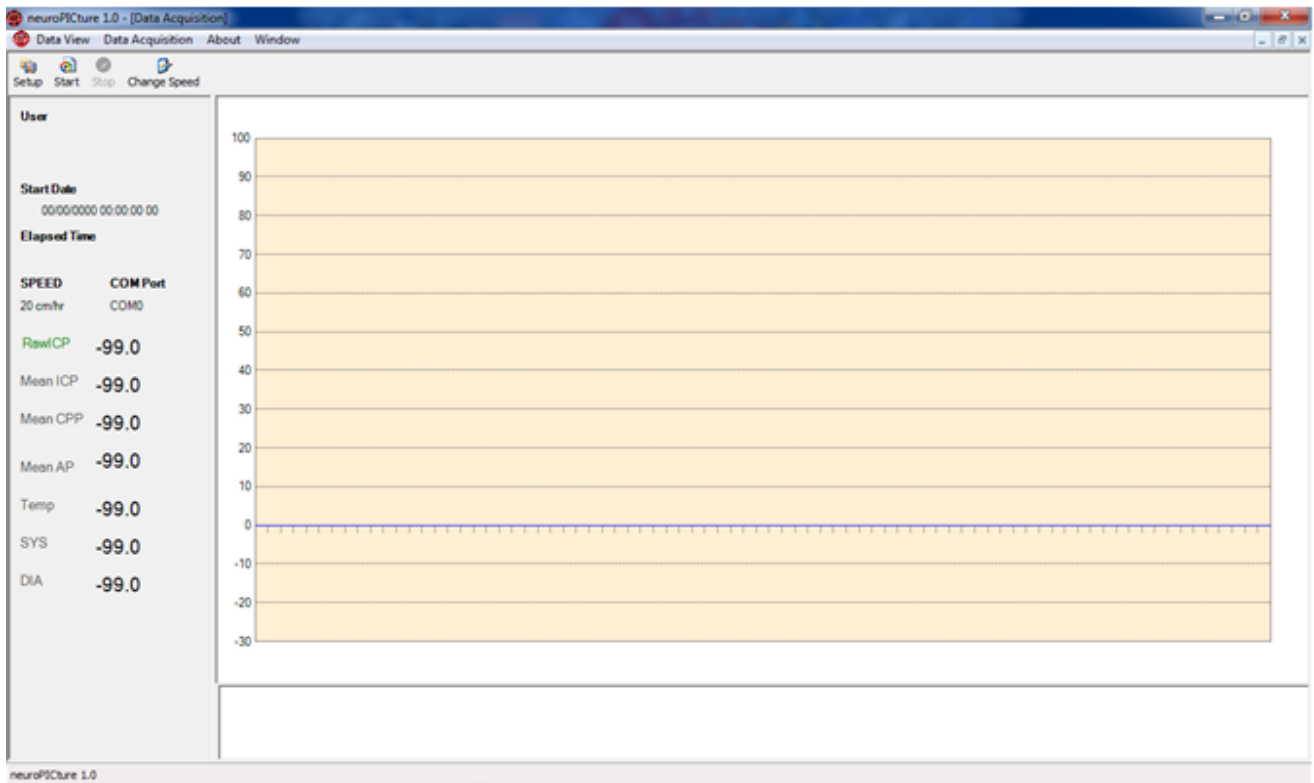 neuroPICture 1.0 - [Data Acquisition]
Data View Data Acquisition About Window
Setup Start Stop Change Speed
User
Start Date
00/00/0000 00:00:00 00
Elapsed Time
SPEED COM Port
20 cm/hr COM0
RawICP -99.0
Mean ICP -99.0
Mean CPP -99.0
Mean AP -99.0
Temp -99.0
SYS -99.0
DIA -99.0
100
90
80
70
60
50
40
30
20
10
0
-10
-20
-30
neuroPICture 1.0